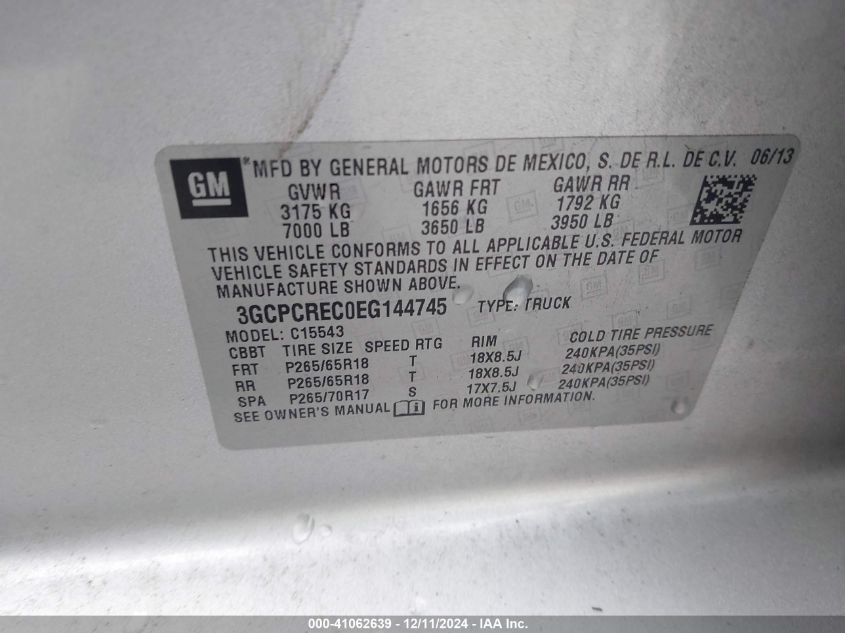 GM
*MFD BY GENERAL MOTORS DE MEXICO, S. DE R.L. DE C.V. 06/13
GVWR GAWR FRT GAWR RR
3175 KG 1656 KG 1792 KG
7000 LB 3650 LB 3950 LB
THIS VEHICLE CONFORMS TO ALL APPLICABLE U.S. FEDERAL MOTOR
VEHICLE SAFETY STANDARDS IN EFFECT ON THE DATE OF
MANUFACTURE SHOWN ABOVE.
3GCPCREC0EG144745 TYPE: TRUCK
MODEL: C15543
CBBT TIRE SIZE SPEED RTG RIM COLD TIRE PRESSURE
FRT P265/65R18 T 18X8.5J 240KPA(35PSI)
RR P265/65R18 T 18X8.5J 240KPA(35PSI)
SPA P265/70R17 S 17X7.5J 240KPA(35PSI)
SEE OWNER'S MANUAL FOR MORE INFORMATION.
000-41062639 - 12/11/2024 - IAA Inc.